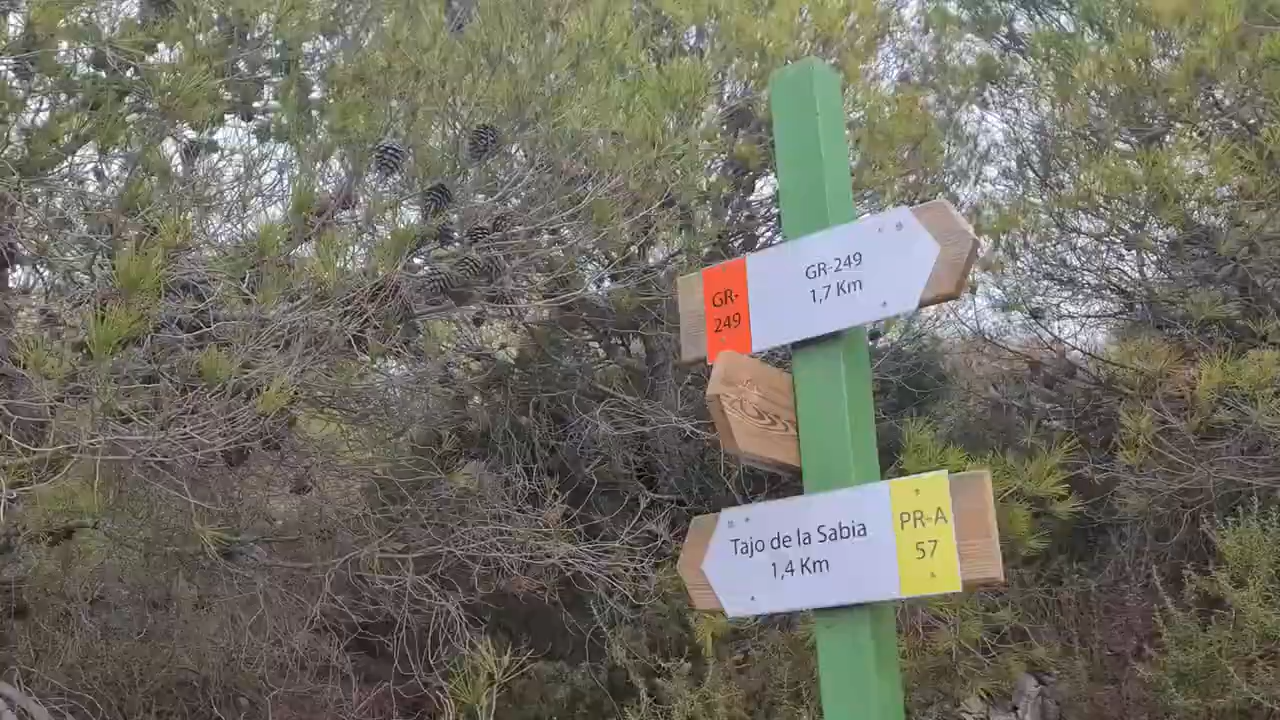 GR-
249
GR-249
1,7 Km
Tajo de la Sabia
1,4 Km
PR-A
57